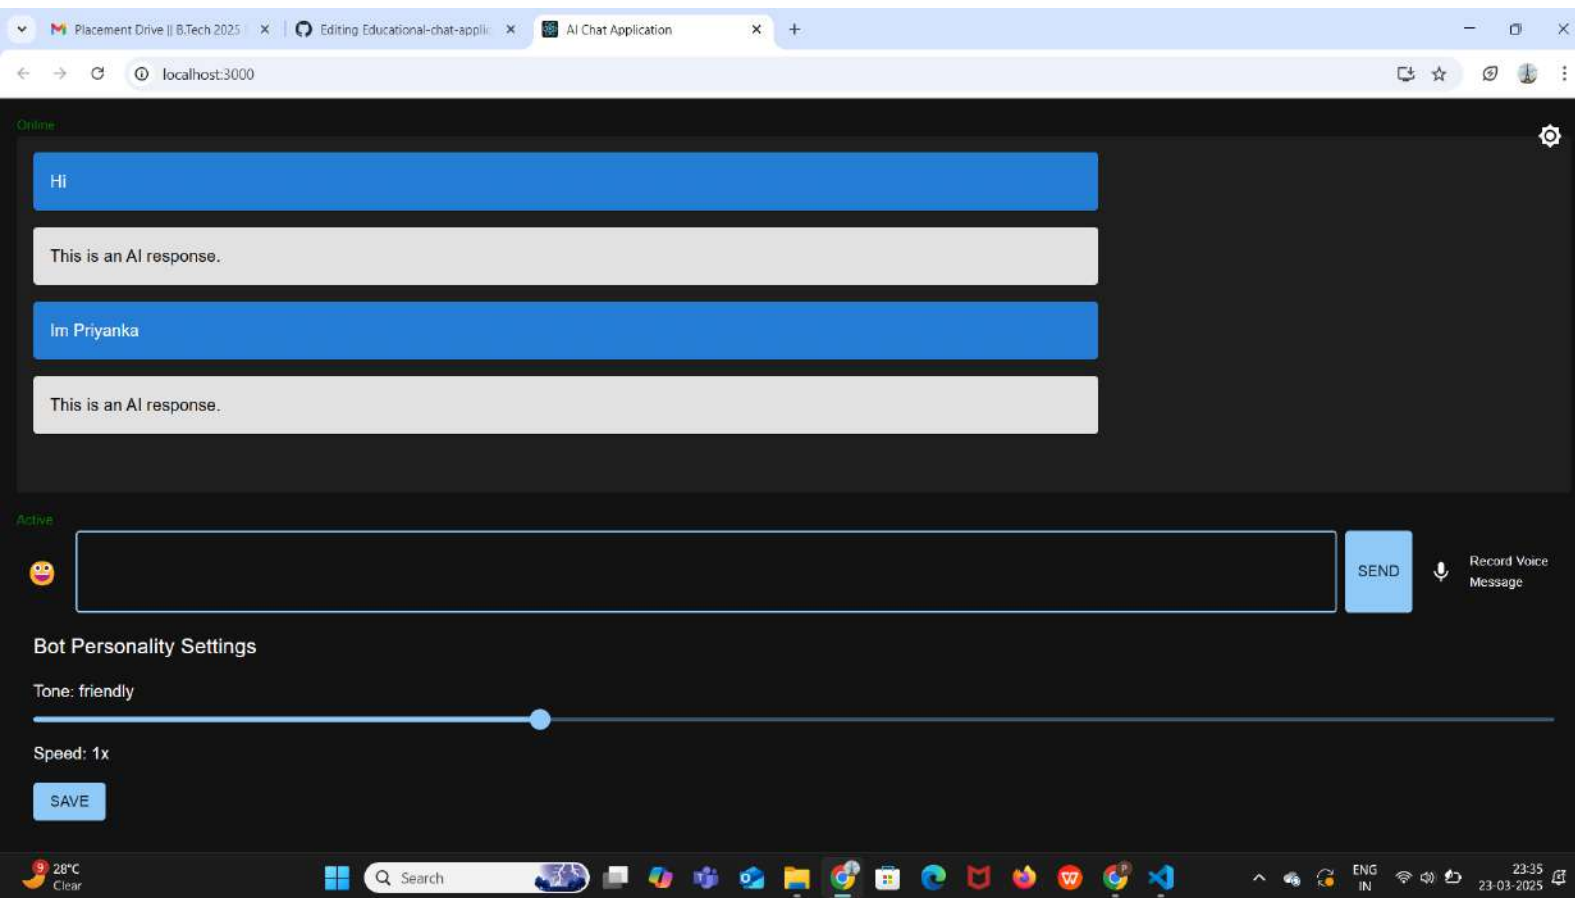 Placement Drive || B.Tech 2025
Editing Educational-chat-applic
AI Chat Application
localhost:3000
Online
Hi
This is an AI response.
Im Priyanka
This is an AI response.
Active
SEND
Record Voice
Message
Bot Personality Settings
Tone: friendly
Speed: 1x
SAVE
9
28°C
Clear
Search
ENG
IN
23:35
23-03-2025